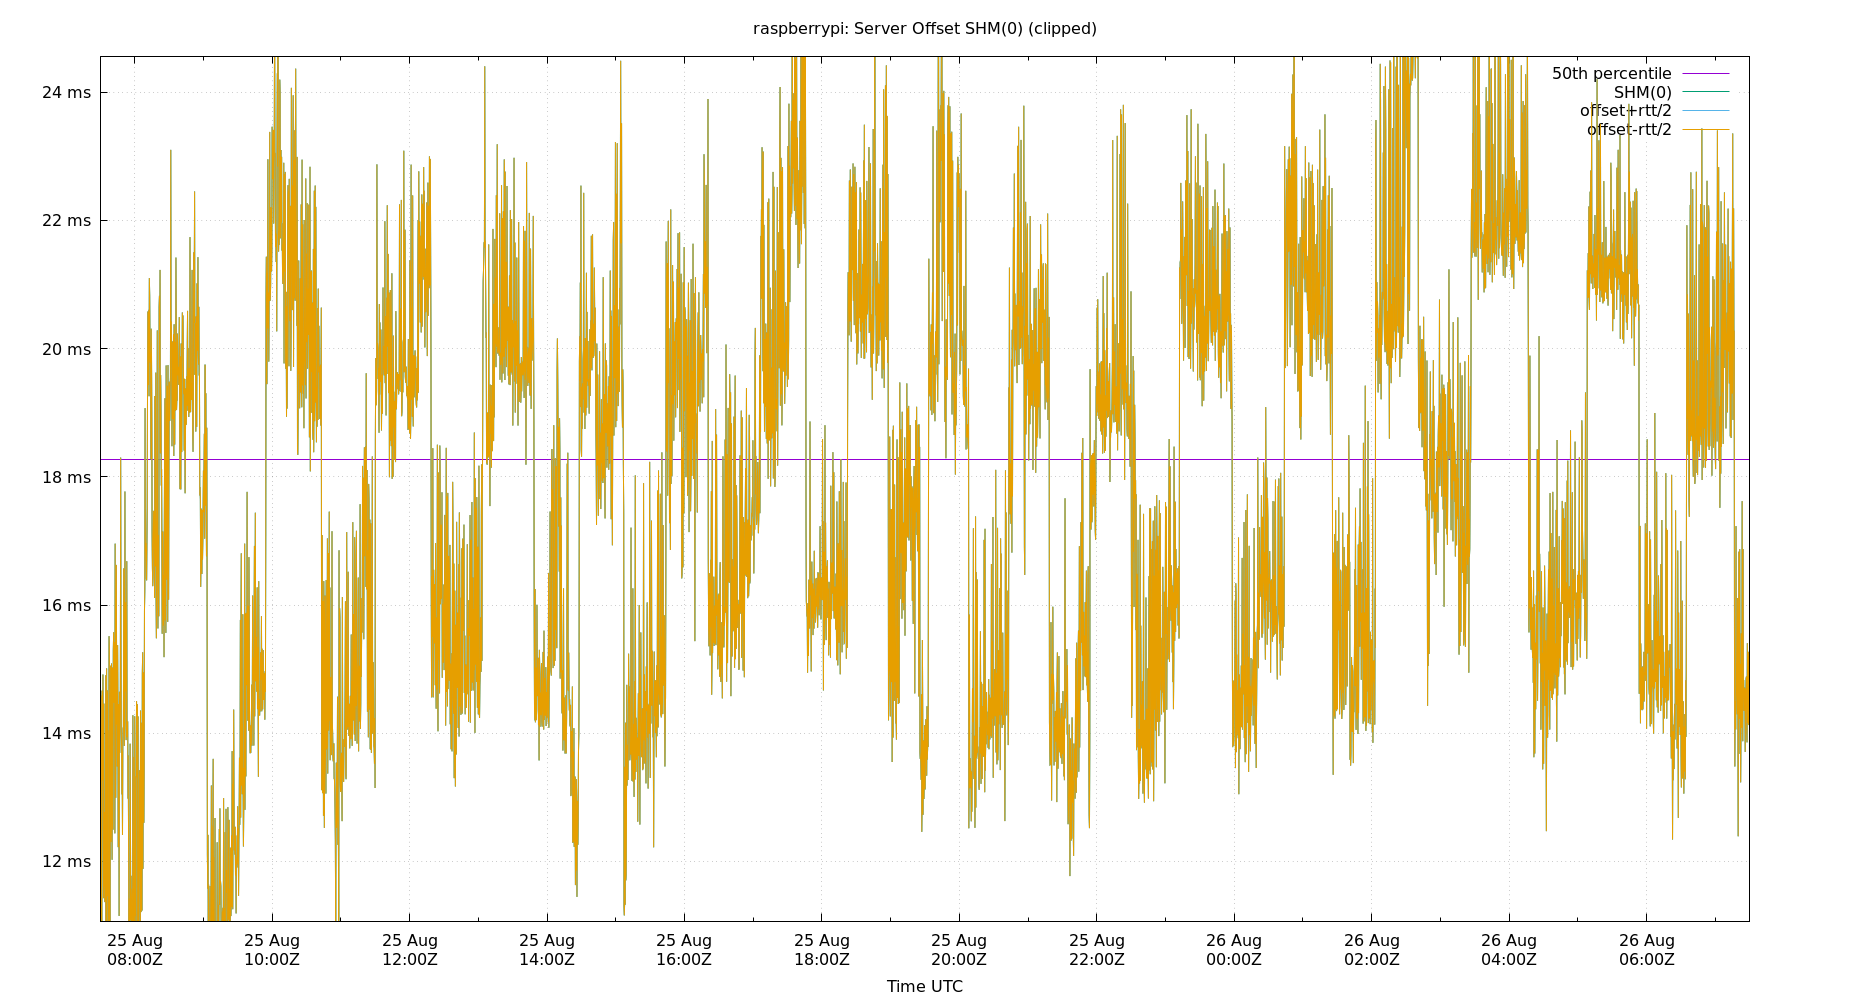 raspberrypi: Server Offset SHM(0) (clipped)
50th percentile
SHM(0)
offset+rtt/2
offset-rtt/2
24 ms
22 ms
20 ms
18 ms
16 ms
14 ms
12 ms
25 Aug 25 Aug 25 Aug 25 Aug 25 Aug 25 Aug 25 Aug 25 Aug 26 Aug 26 Aug 26 Aug 26 Aug
08:00Z 10:00Z 12:00Z 14:00Z 16:00Z 18:00Z 20:00Z 22:00Z 00:00Z 02:00Z 04:00Z 06:00Z
Time UTC